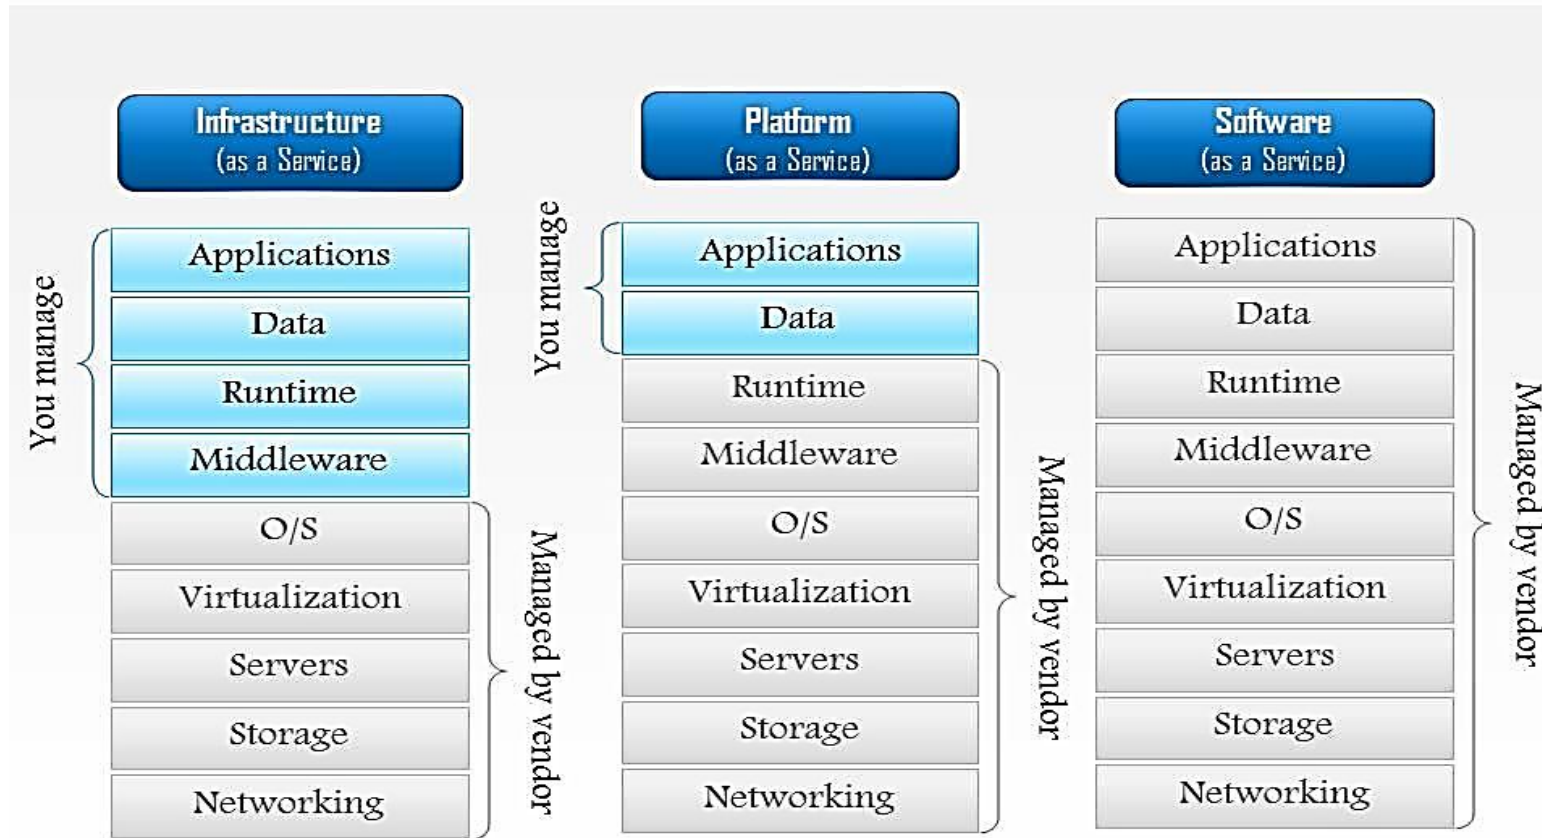 Infrastructure
(as a Service)
Platform
(as a Service)
Software
(as a Service)
You manage
Applications
Data
Runtime
Middleware
O/S
Virtualization
Servers
Storage
Networking
Managed by vendor
You manage
Applications
Data
Runtime
Middleware
O/S
Virtualization
Servers
Storage
Networking
Managed by vendor
Applications
Data
Runtime
Middleware
O/S
Virtualization
Servers
Storage
Networking
Managed by vendor